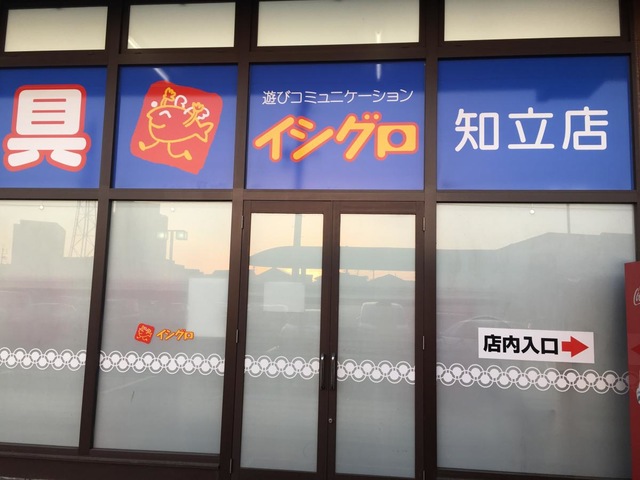 具
遊びコミュニケーション
イシグロ
知立店
イシグロ
店内入口